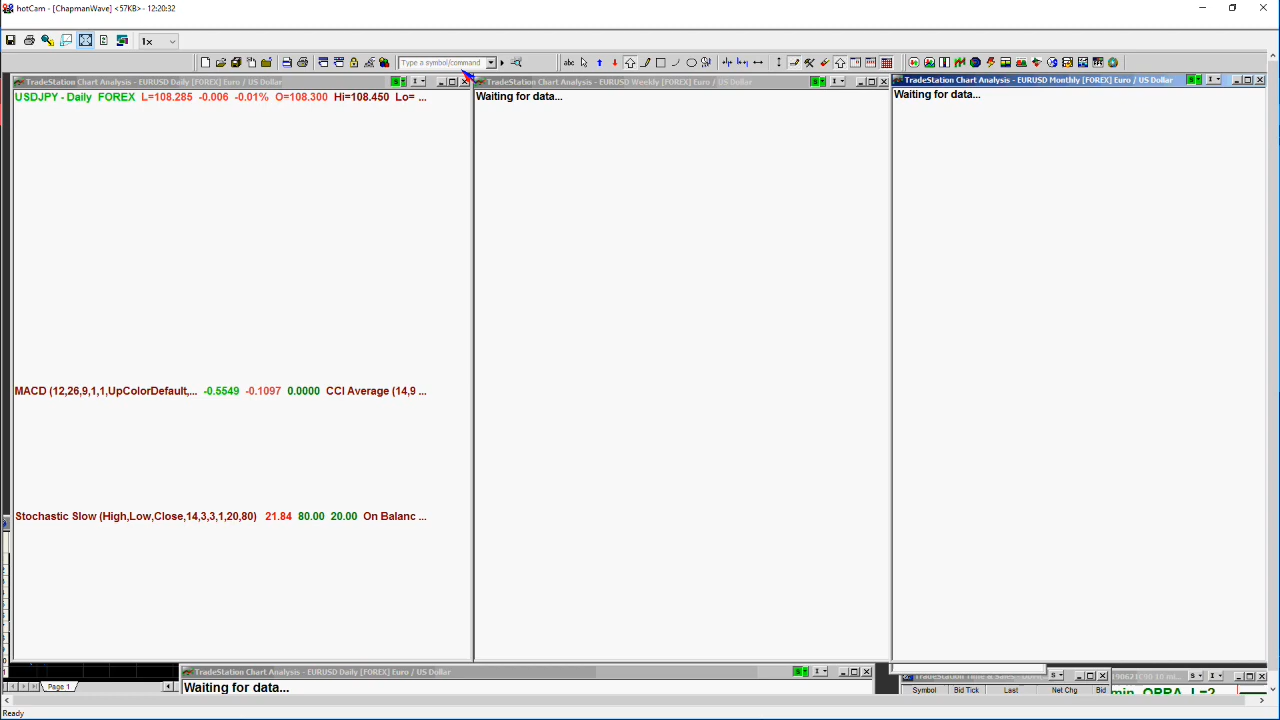 hotCam - [ChapmanWave] <57KB> - 12:20:32
1x
Type a symbol/command
abc
TradeStation Chart Analysis - EURUSD Daily [FOREX] Euro / US Dollar
TradeStation Chart Analysis - EURUSD Weekly [FOREX] Euro / US Dollar
TradeStation Chart Analysis - EURUSD Monthly [FOREX] Euro / US Dollar
USDJPY - Daily FOREX L=108.285 -0.006 -0.01% O=108.300 Hi=108.450 Lo= ...
Waiting for data...
Waiting for data...
MACD (12,26,9,1,1,UpColorDefault,... -0.5549 -0.1097 0.0000 CCI Average (14,9 ...
Stochastic Slow (High,Low,Close,14,3,3,1,20,80) 21.84 80.00 20.00 On Balanc ...
TradeStation Chart Analysis - EURUSD Daily [FOREX] Euro / US Dollar
Waiting for data...
Page 1
TradeStation Time & Sales
Symbol Bid Tick Last Net Chg Bid
Ready